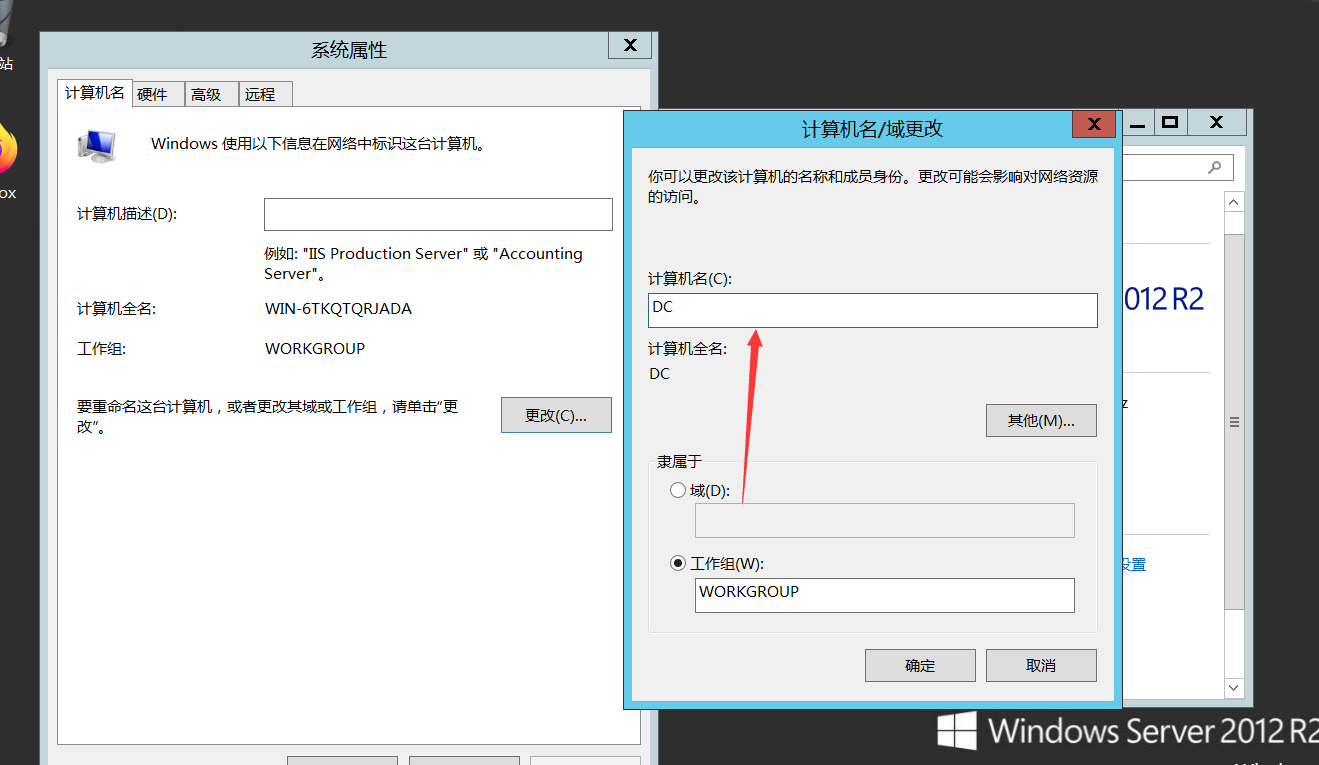 站
ox
系统属性
计算机名
硬件
高级
远程
Windows 使用以下信息在网络中标识这台计算机。
计算机描述(D):
例如: "IIS Production Server" 或 "Accounting
Server"。
计算机全名:
WIN-6TKQTQRJADA
工作组:
WORKGROUP
要重命名这台计算机，或者更改其域或工作组，请单击“更
改”。
更改(C)...
计算机名/域更改
你可以更改该计算机的名称和成员身份。更改可能会影响对网络资源
的访问。
计算机名(C):
DC
计算机全名:
DC
其他(M)...
隶属于
域(D):
工作组(W):
WORKGROUP
确定
取消
012 R2
z
设置
Windows Server 2012 R2